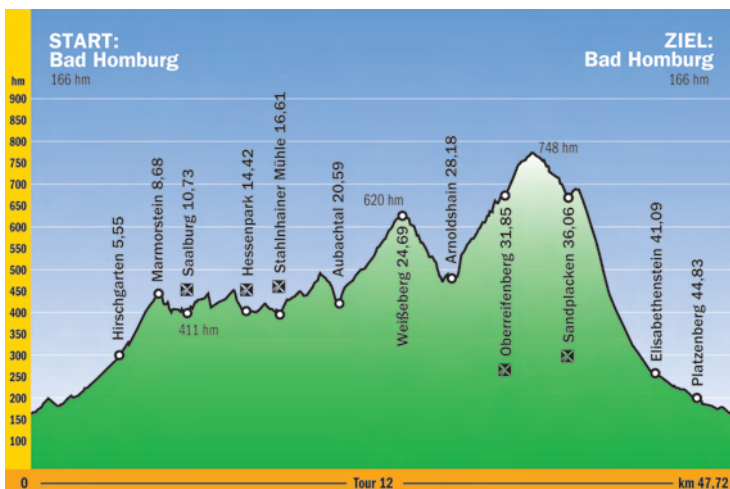 START:
Bad Homburg
166 hm
ZIEL:
Bad Homburg
166 hm
hm
900
850
800
750
700
650
600
550
500
450
400
350
300
250
200
150
100
Hirschgarten 5,55
Marmorstein 8,68
Saalburg 10,73
411 hm
Hessenpark 14,42
Stahlnhainer Mühle 16,61
Aubachtal 20,59
620 hm
Weißeberg 24,69
Arnoldshain 28,18
Oberreifenberg 31,85
748 hm
Sandplacken 36,06
Elisabethenstein 41,09
Platzenberg 44,83
0
Tour 12
km 47.72